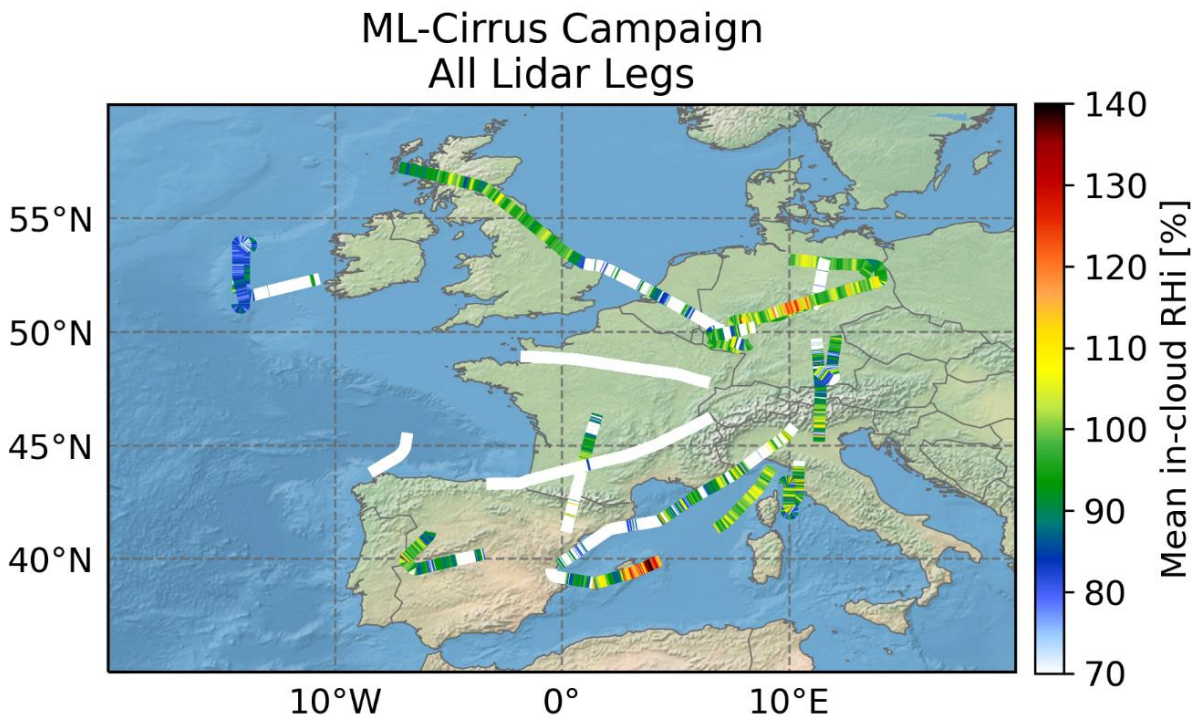 ML-Cirrus Campaign
All Lidar Legs
55°N
50°N
45°N
40°N
10°W
0°
10°E
140
130
120
110
100
90
80
70
Mean in-cloud RHi [%]